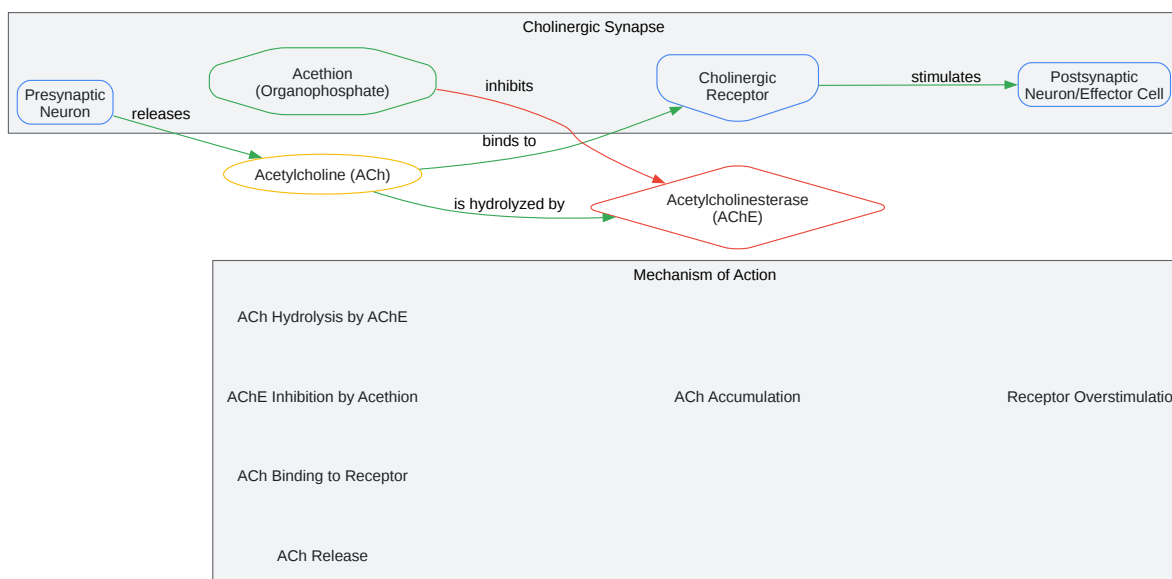 Cholinergic Synapse
Acethion
(Organophosphate)
inhibits
Cholinergic
Receptor
stimulates
Postsynaptic
Neuron/Effector Cell
Presynaptic
Neuron
releases
binds to
Acetylcholine (ACh)
is hydrolyzed by
Acetylcholinesterase
(AChE)
Mechanism of Action
ACh Hydrolysis by AChE
AChE Inhibition by Acethion
ACh Accumulation
Receptor Overstimulatio
ACh Binding to Receptor
ACh Release